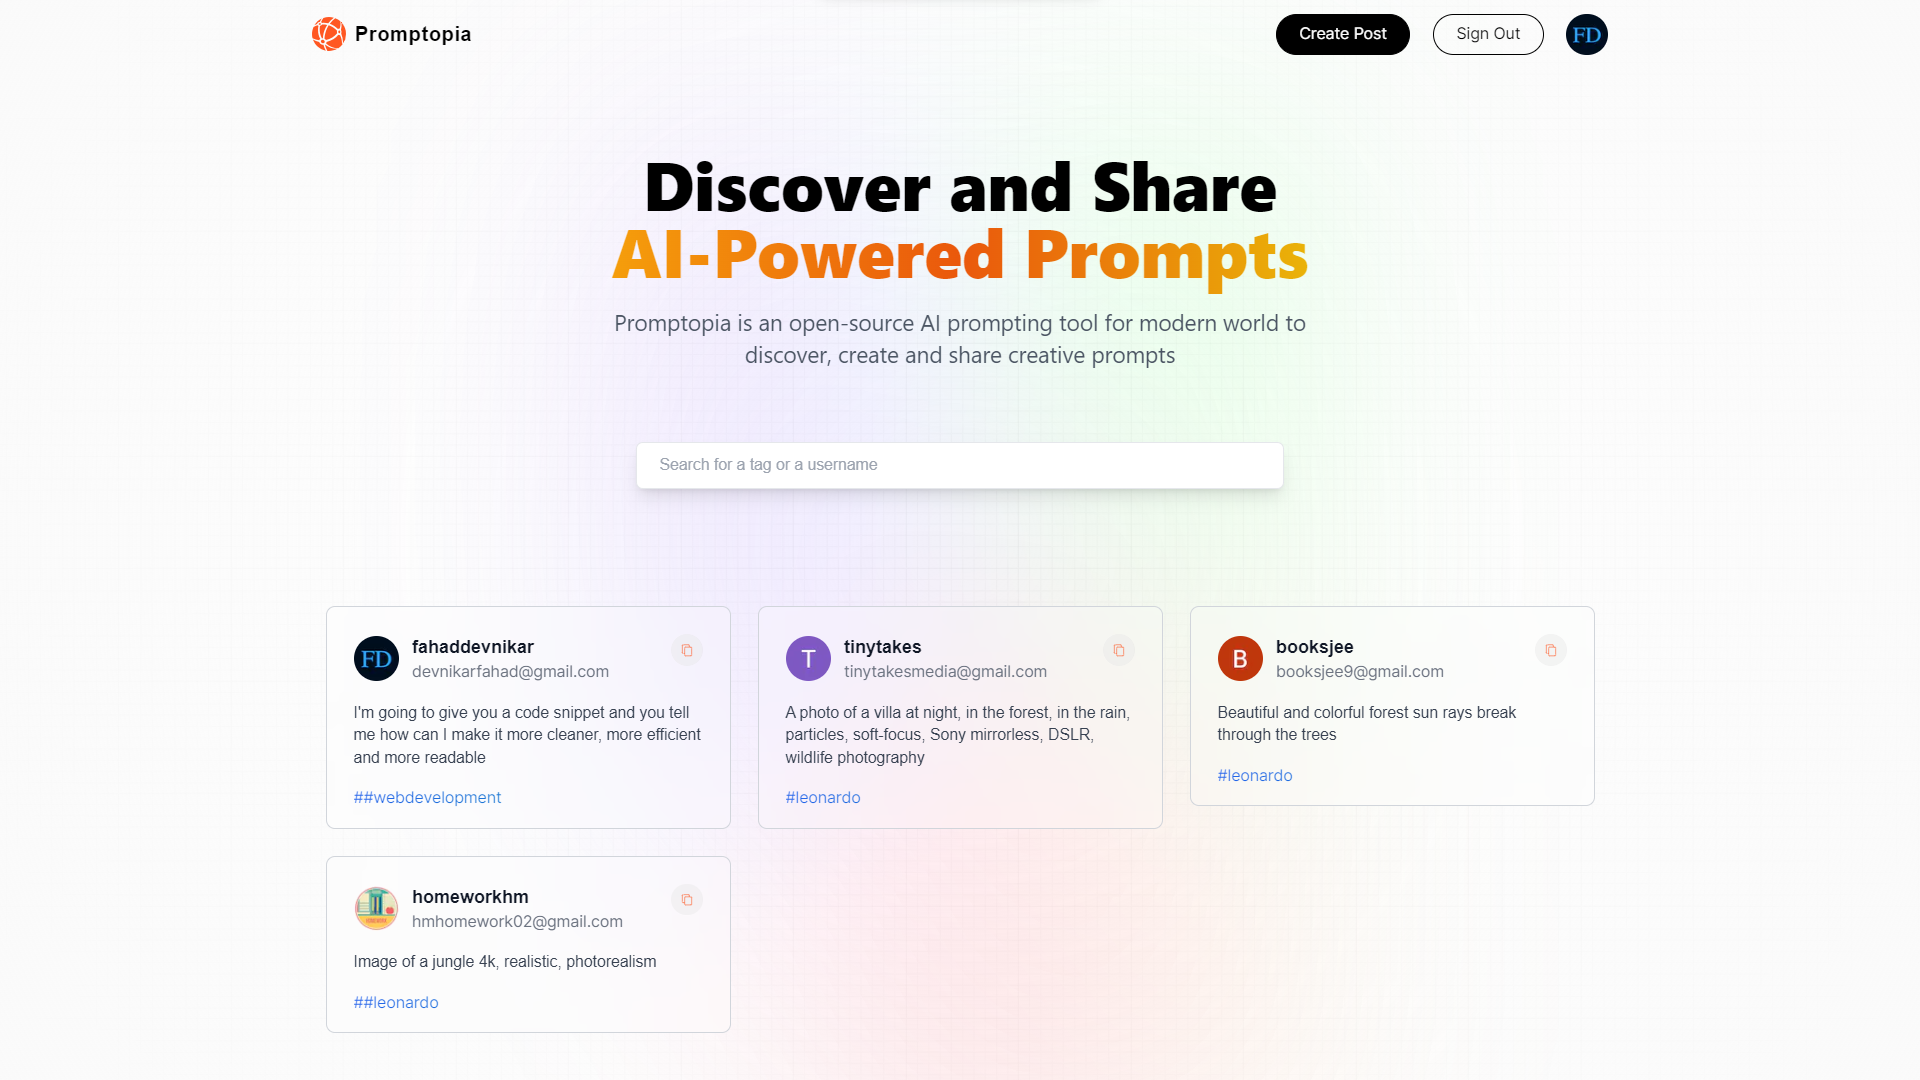 Promptopia
Create Post
Sign Out
FD
Discover and Share
AI-Powered Prompts
Promptopia is an open-source AI prompting tool for modern world to
discover, create and share creative prompts
Search for a tag or a username
FD
fahaddevnikar
devnikarfahad@gmail.com
I'm going to give you a code snippet and you tell
me how can I make it more cleaner, more efficient
and more readable
##webdevelopment
T
tinytakes
tinytakesmedia@gmail.com
A photo of a villa at night, in the forest, in the rain,
particles, soft-focus, Sony mirrorless, DSLR,
wildlife photography
#leonardo
B
booksjee
booksjee9@gmail.com
Beautiful and colorful forest sun rays break
through the trees
#leonardo
homeworkhm
hmhomework02@gmail.com
Image of a jungle 4k, realistic, photorealism
##leonardo